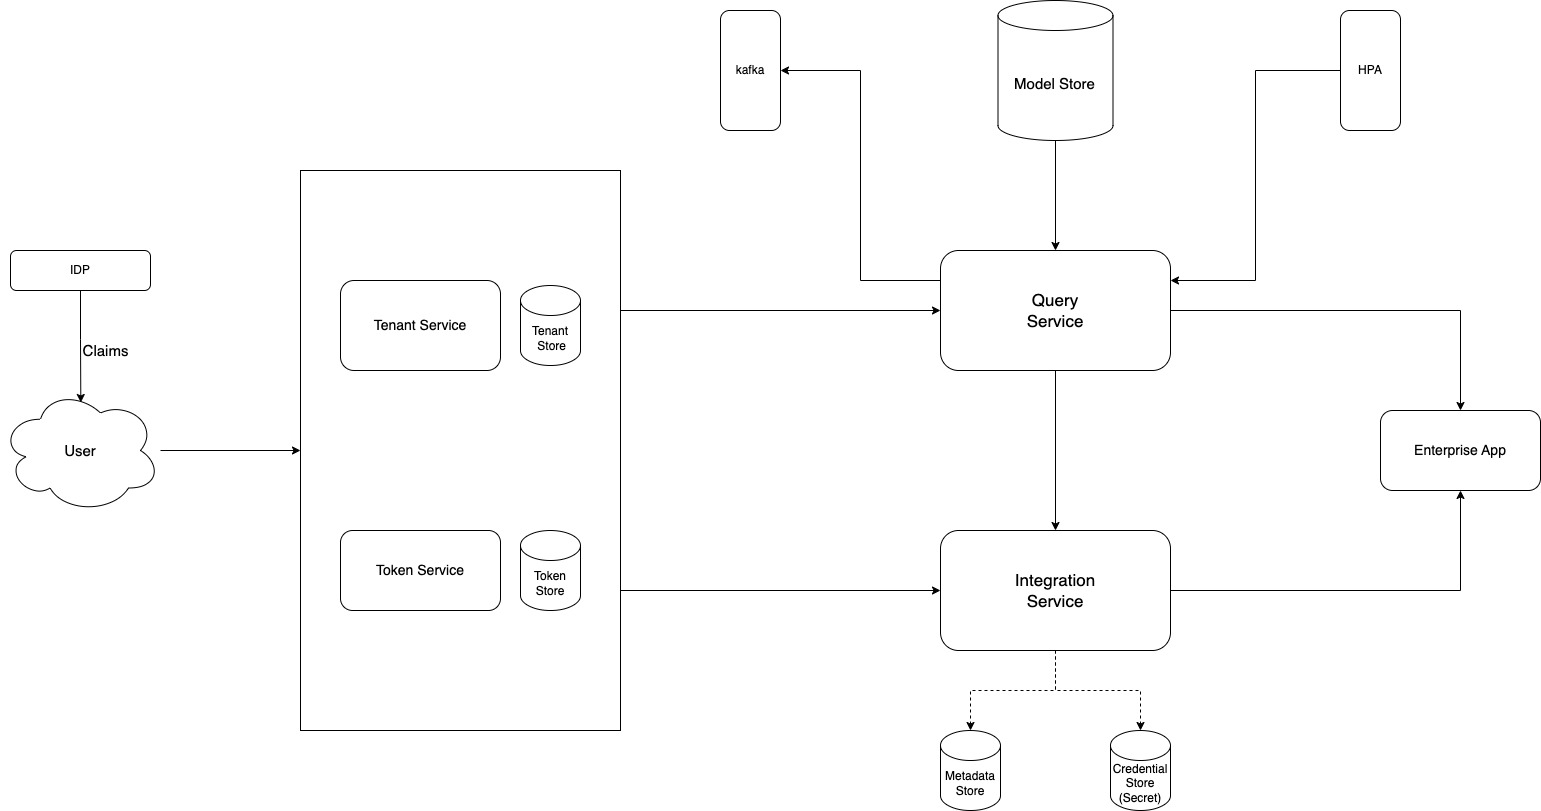 kafka
Model Store
HPA
IDP
Claims
User
Tenant Service
Tenant
Store
Query
Service
Enterprise App
Token Service
Token
Store
Integration
Service
Metadata
Store
Credential
Store
(Secret)